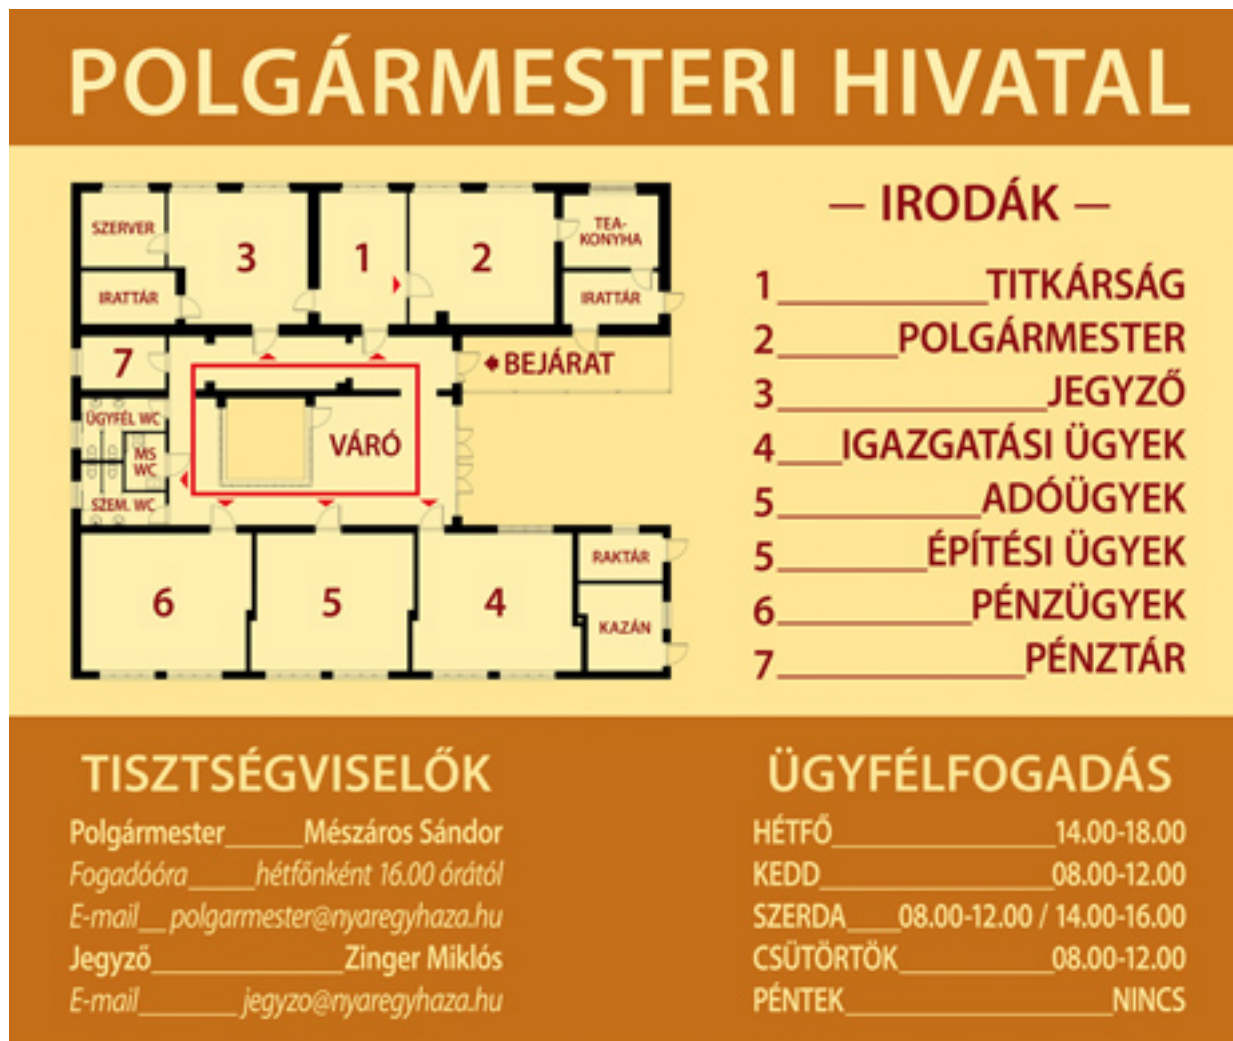 POLGÁRMESTERI HIVATAL
SZERVER
3
1
2
TEA-
KONYHA
IRATTÁR
IRATTÁR
7
BEJÁRAT
ÜGYFÉL WC
MS
WC
VÁRÓ
SZEM. WC
6
5
4
RAKTÁR
KAZÁN
— IRODÁK —
1 TITKÁRSÁG
2 POLGÁRMESTER
3 JEGYZŐ
4 IGAZGATÁSI ÜGYEK
5 ADÓÜGYEK
5 ÉPÍTÉSI ÜGYEK
6 PÉNZÜGYEK
7 PÉNZTÁR
TISZTSÉGVISELŐK
Polgármester Mészáros Sándor
Fogadóóra hétfőnként 16.00 órától
E-mail polgarmester@nyaregyhaza.hu
Jegyző Zinger Miklós
E-mail jegyzo@nyaregyhaza.hu
ÜGYFÉLFOGADÁS
HÉTFŐ 14.00-18.00
KEDD 08.00-12.00
SZERDA 08.00-12.00 / 14.00-16.00
CSÜTÖRTÖK 08.00-12.00
PÉNTEK NINCS